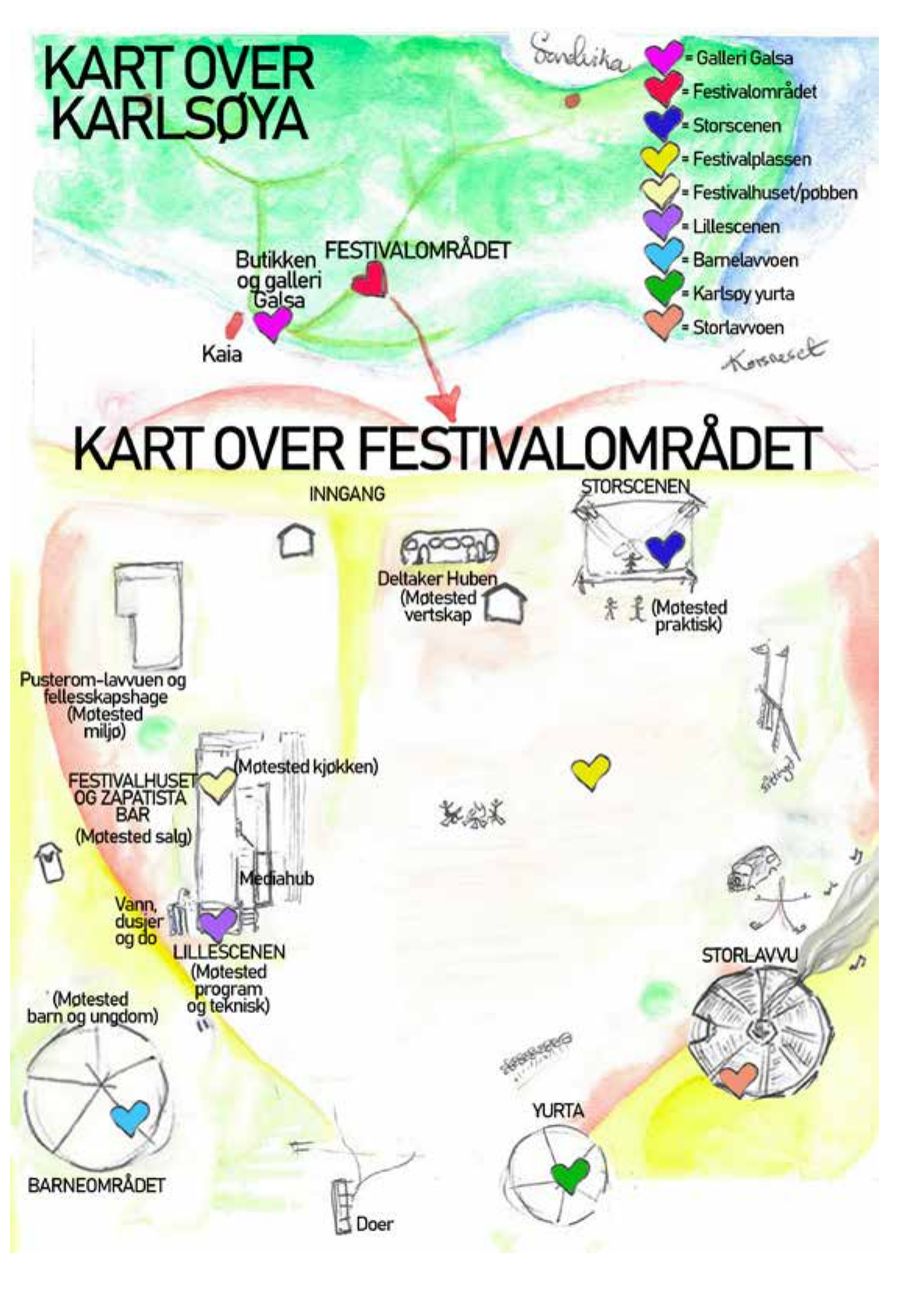 KART OVER
KARLSØYA
Sandvika
= Galleri Galsa
= Festivalområdet
= Storscenen
= Festivalplassen
= Festivalhuset/pøbben
= Lillescenen
= Barnelavvoen
= Karlsøy yurta
= Storlavvoen
Korsneset
FESTIVALOMRÅDET
Butikken
og galleri
Galsa
Kaia
KART OVER FESTIVALOMRÅDET
INNGANG
STORSCENEN
Deltaker Huben
(Møtested
vertskap
(Møtested
praktisk)
Pusterom-lavvuen og
fellesskapshage
(Møtested
miljø)
(Møtested kjøkken)
FESTIVALHUSET
OG ZAPATISTA
BAR
(Møtested salg)
Mediahub
Vann,
dusjer
og do
LILLESCENEN
(Møtested
program
og teknisk)
STORLAVVU
(Møtested
barn og ungdom)
BARNEOMRÅDET
YURTA
Doer